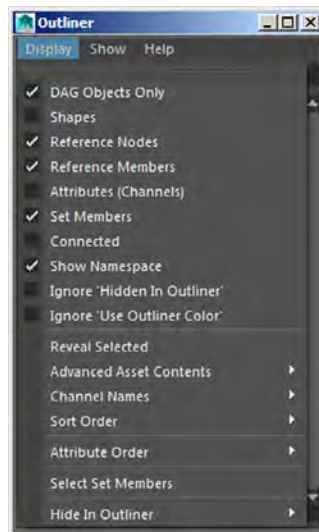 Outliner
Display Show Help
DAG Objects Only
Shapes
Reference Nodes
Reference Members
Attributes (Channels)
Set Members
Connected
Show Namespace
Ignore 'Hidden In Outliner'
Ignore 'Use Outliner Color'
Reveal Selected
Advanced Asset Contents
Channel Names
Sort Order
Attribute Order
Select Set Members
Hide In Outliner